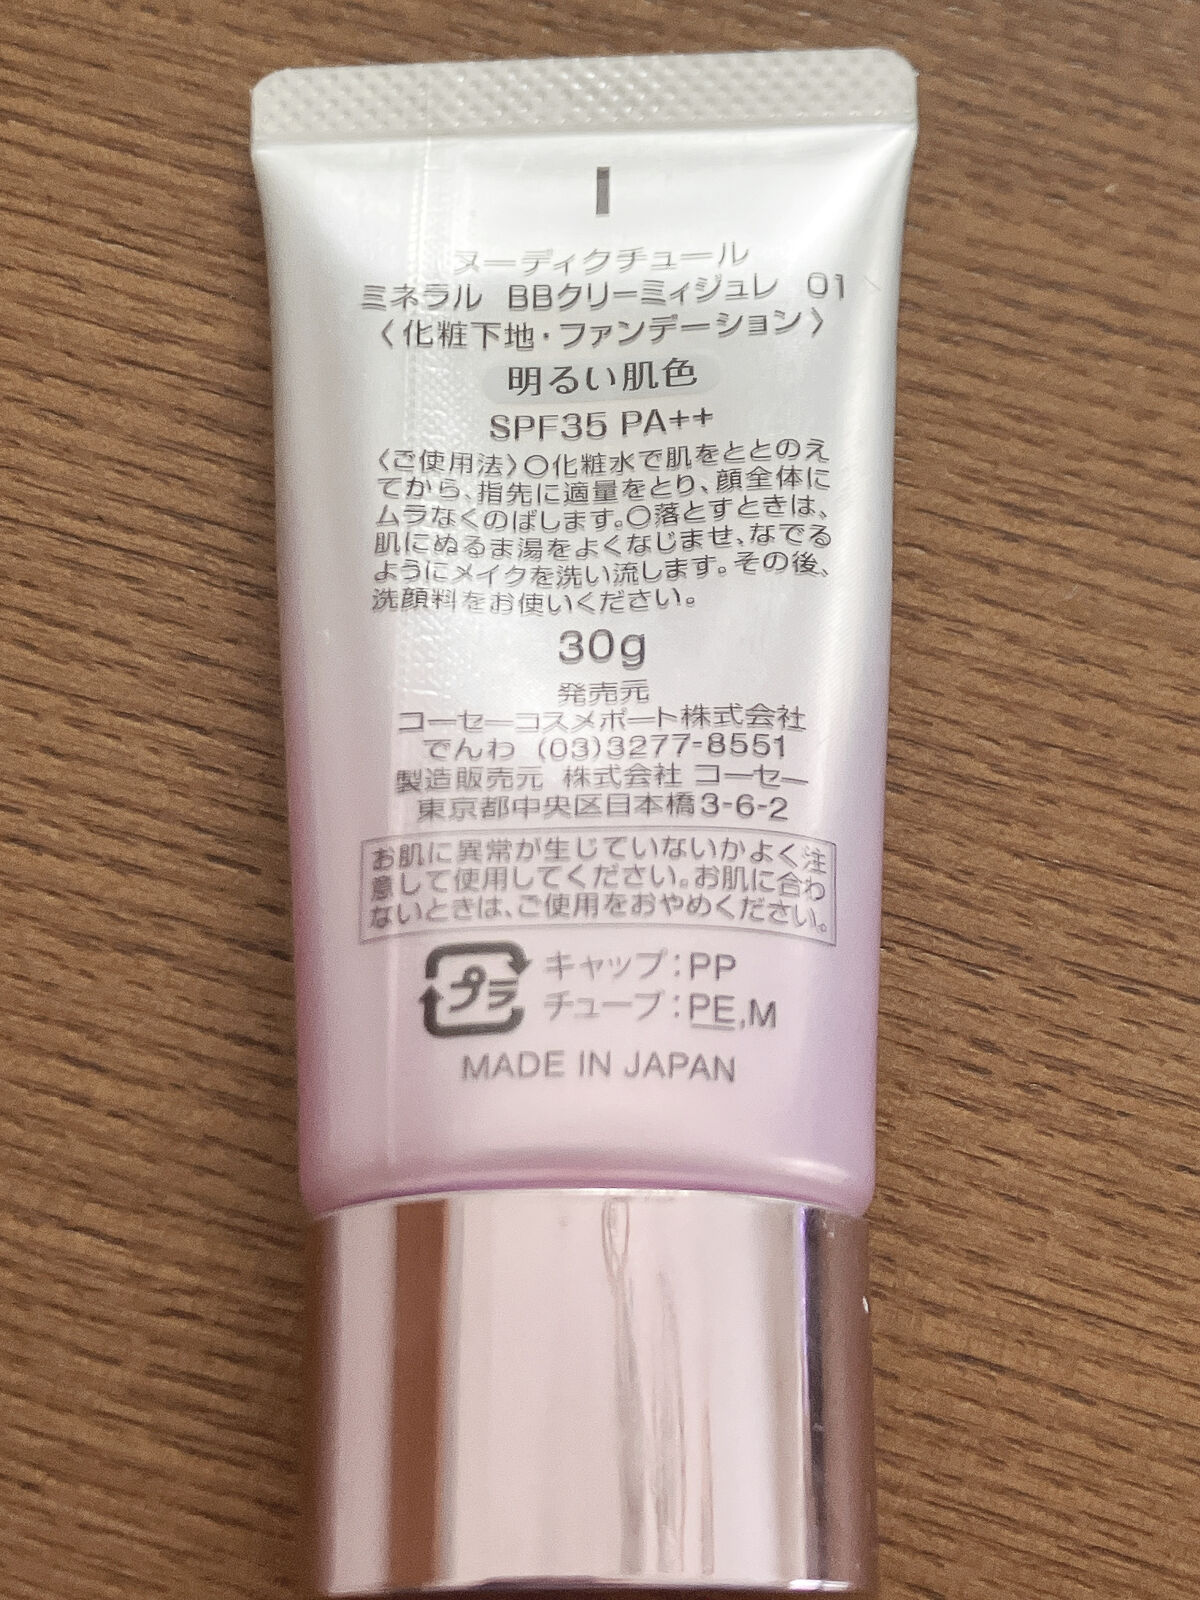 ヌーディクチュール
ミネラル BBクリーミィジュレ 01
〈化粧下地・ファンデーション〉
明るい肌色
SPF35 PA++
〈ご使用法〉〇化粧水で肌をととのえ
てから、指先に適量をとり、顔全体に
ムラなくのばします。〇落とすときは、
肌にぬるま湯をよくなじませ、なでる
ようにメイクを洗い流します。その後、
洗顔料をお使いください。
30g
発売元
コーセーコスメポート株式会社
でんわ (03)3277-8551
製造販売元 株式会社 コーセー
東京都中央区日本橋3-6-2
お肌に異常が生じていないかよく注
意して使用してください。お肌に合わ
ないときは、ご使用をおやめください。
プラ キャップ:PP
チューブ:PE,M
MADE IN JAPAN